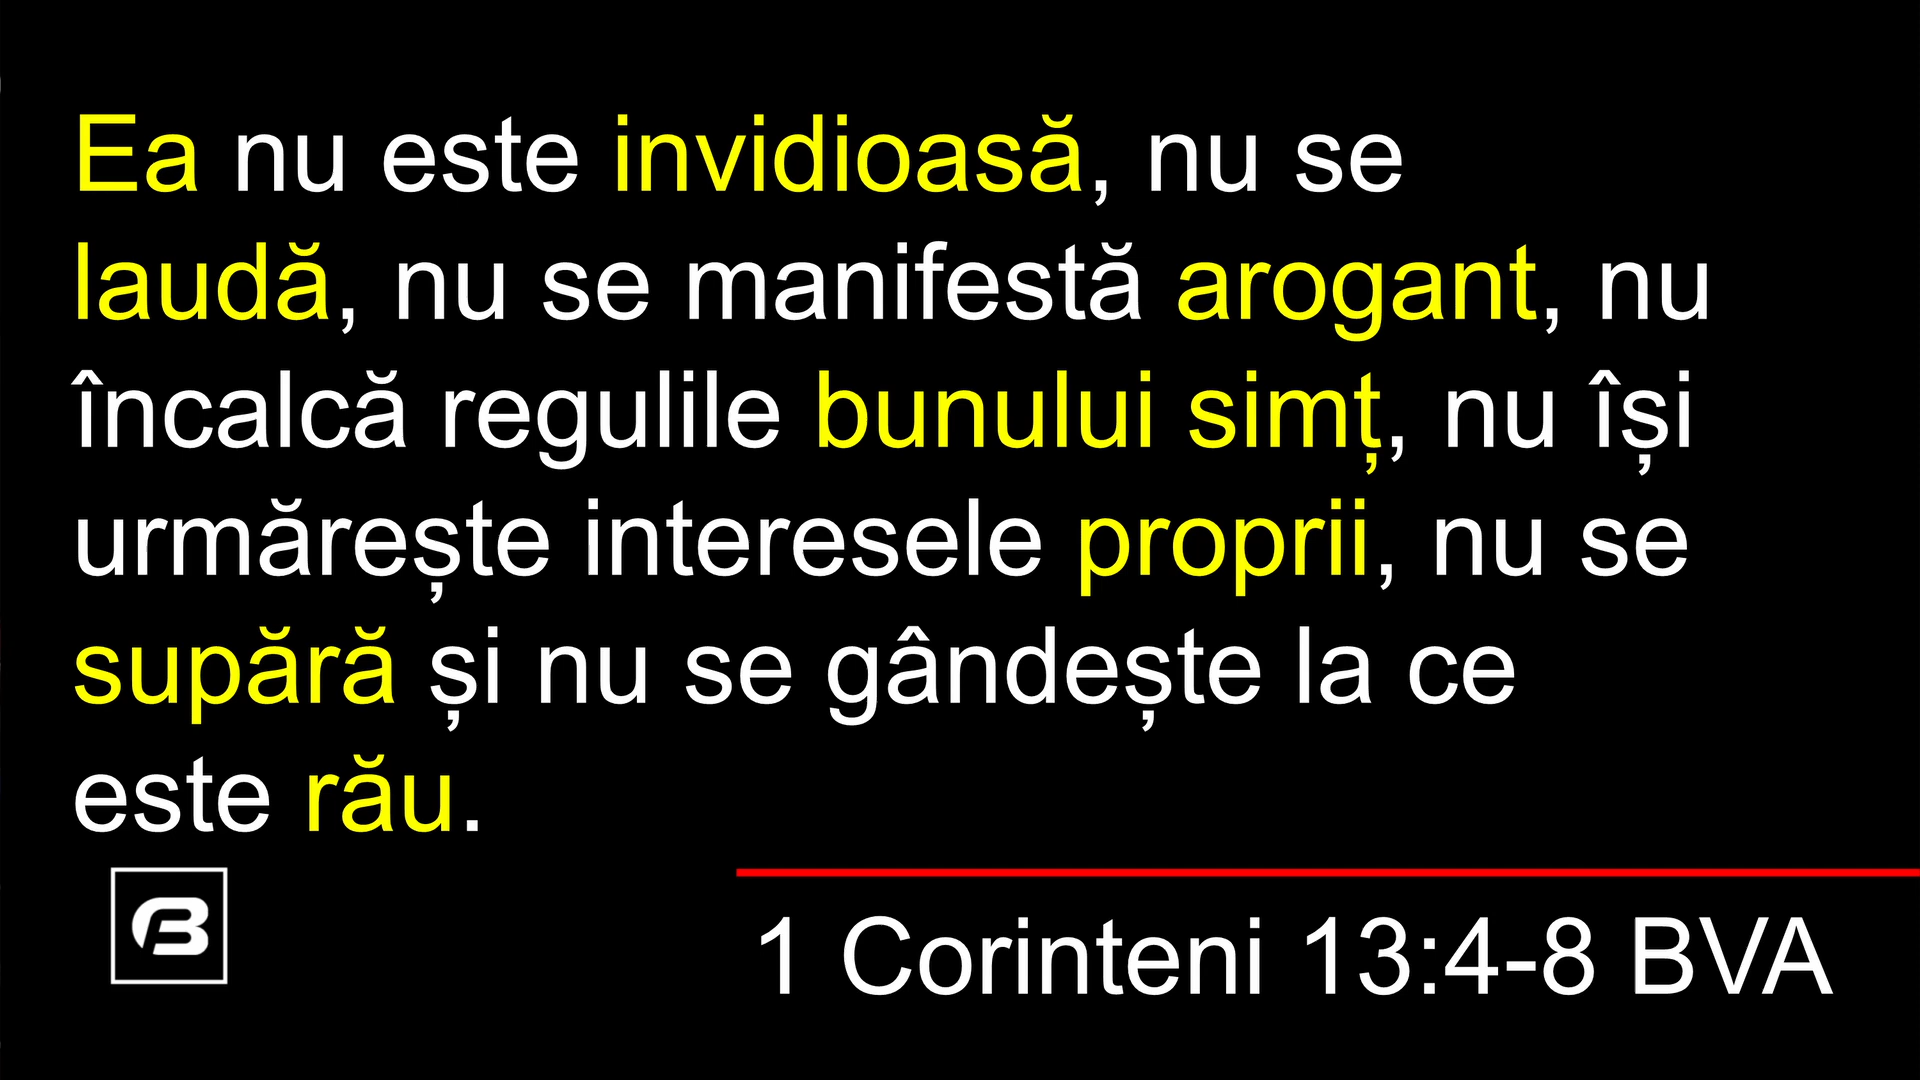 Ea nu este invidioasă, nu se
laudă, nu se manifestă arogant, nu
încalcă regulile bunului simț, nu își
urmărește interesele proprii, nu se
supără și nu se gândește la ce
este rău.
B
1 Corinteni 13:4-8 BVA